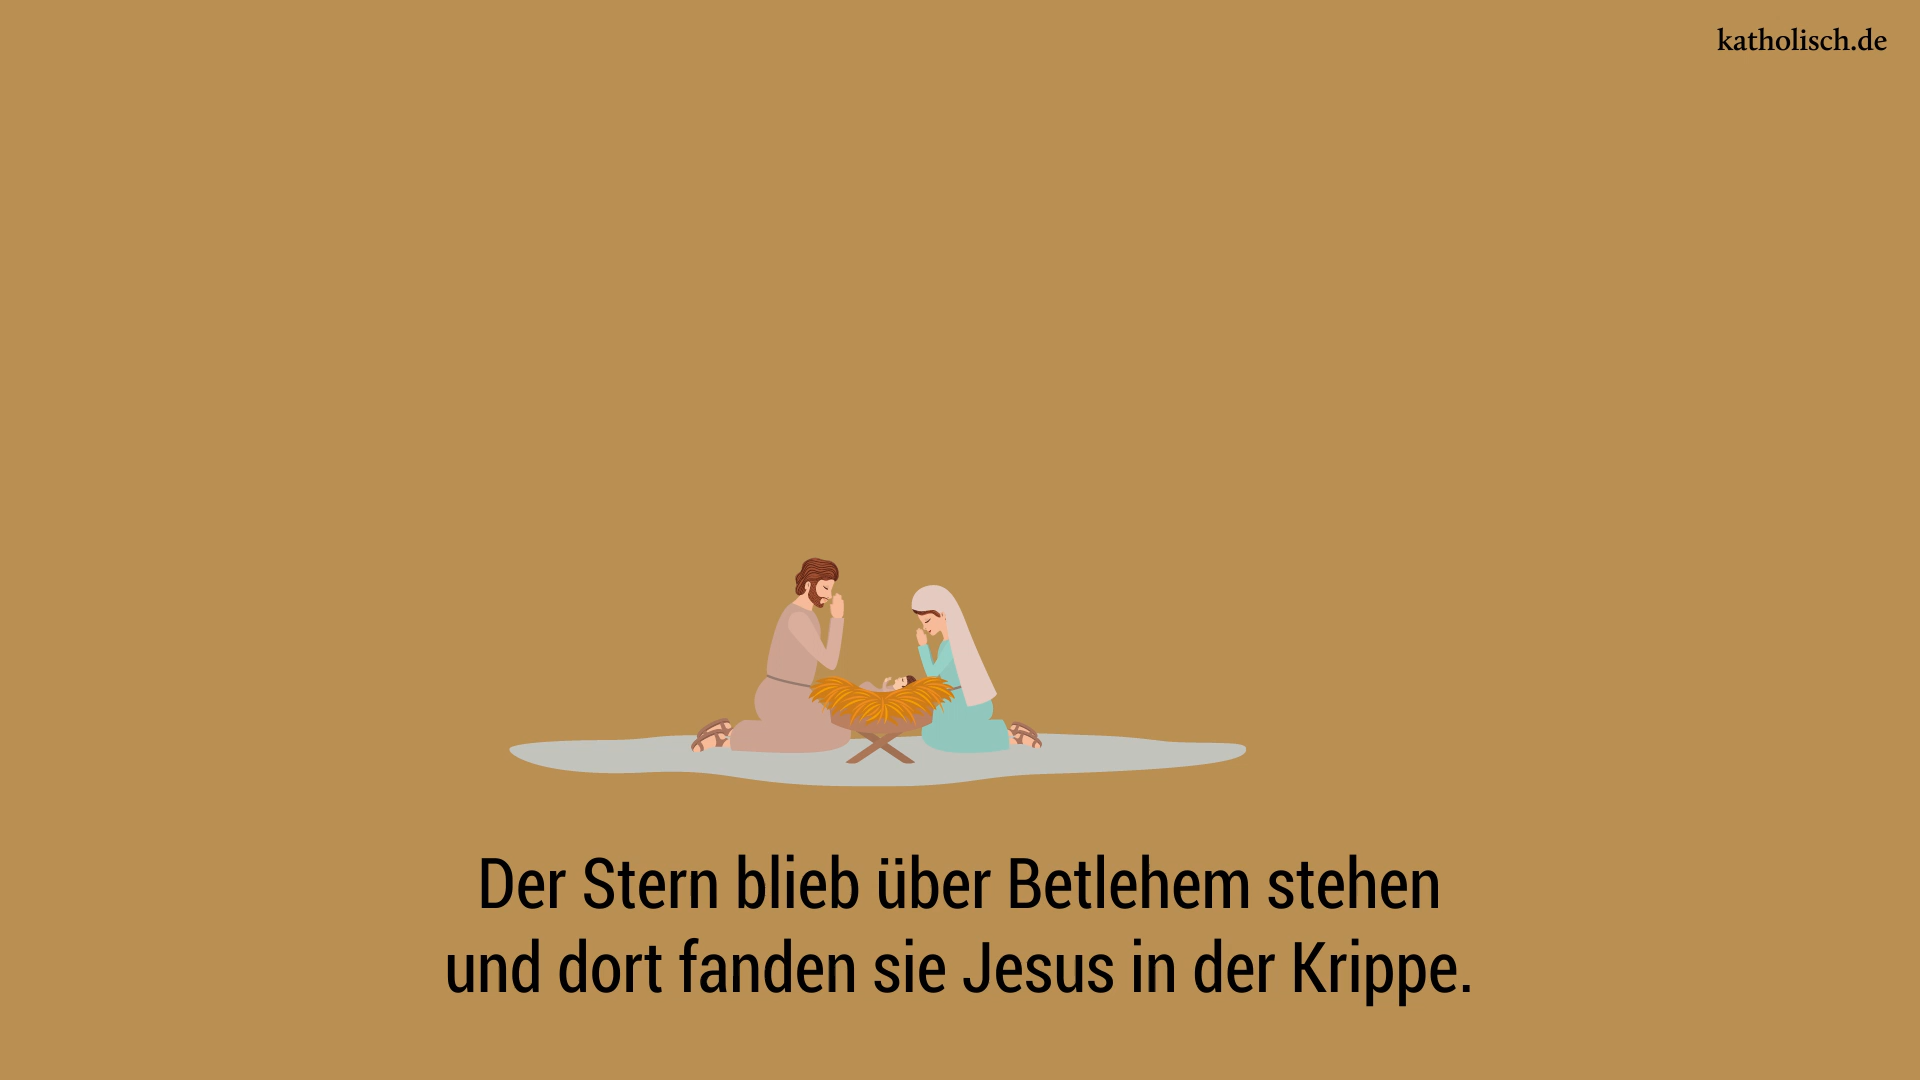 katholisch.de
Der Stern blieb über Betlehem stehen
und dort fanden sie Jesus in der Krippe.